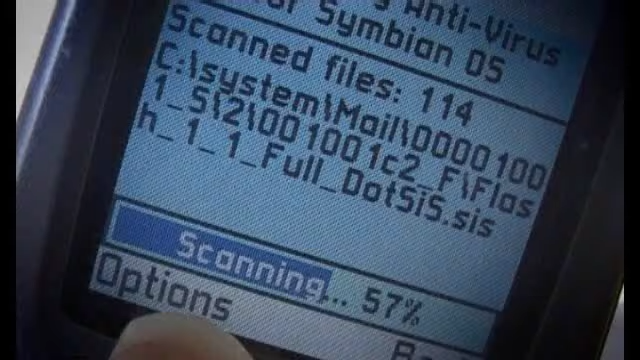 Anti-Virus
for Symbian OS
Scanned files: 114
C:\system\Mail\0000100
1_S\2\001001c2_F\Flas
h_1_1_Full_DotSiS.sis
Scanning... 57%
Options